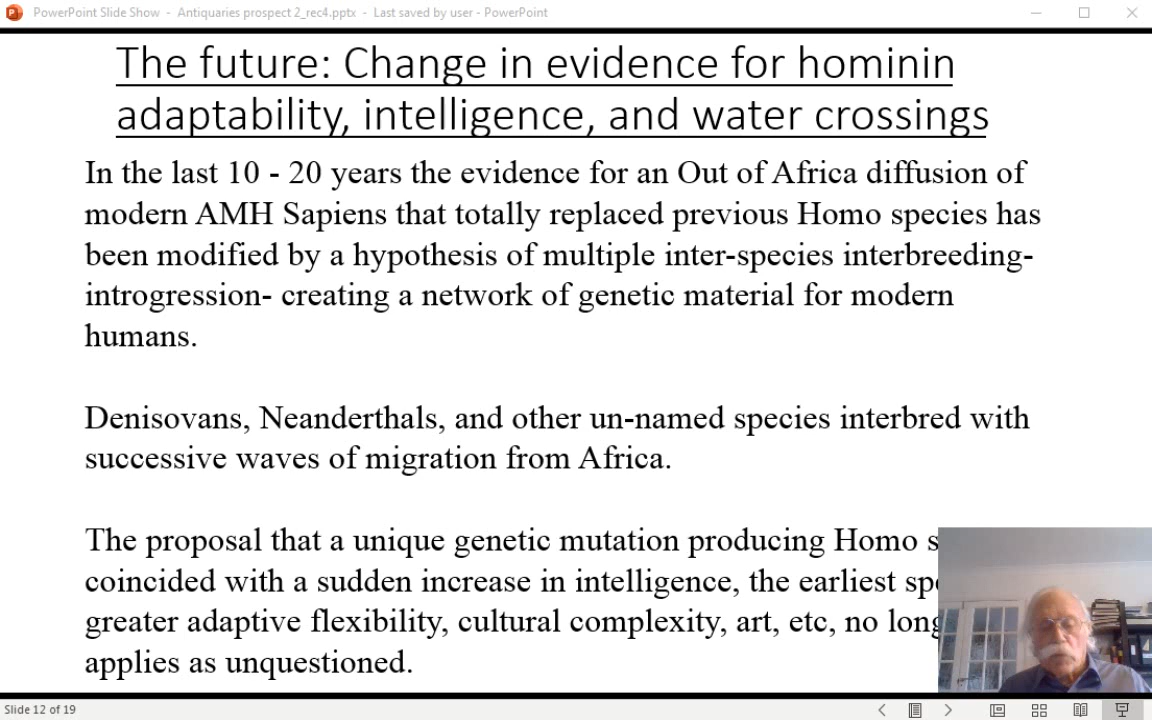 PowerPoint Slide Show - Antiquaries prospect 2_rec4.pptx - Last saved by user - PowerPoint
The future: Change in evidence for hominin
adaptability, intelligence, and water crossings
In the last 10 - 20 years the evidence for an Out of Africa diffusion of
modern AMH Sapiens that totally replaced previous Homo species has
been modified by a hypothesis of multiple inter-species interbreeding-
introgression- creating a network of genetic material for modern
humans.
Denisovans, Neanderthals, and other un-named species interbred with
successive waves of migration from Africa.
The proposal that a unique genetic mutation producing Homo
coincided with a sudden increase in intelligence, the earliest
greater adaptive flexibility, cultural complexity, art, etc, no
applies as unquestioned.
Slide 12 of 19